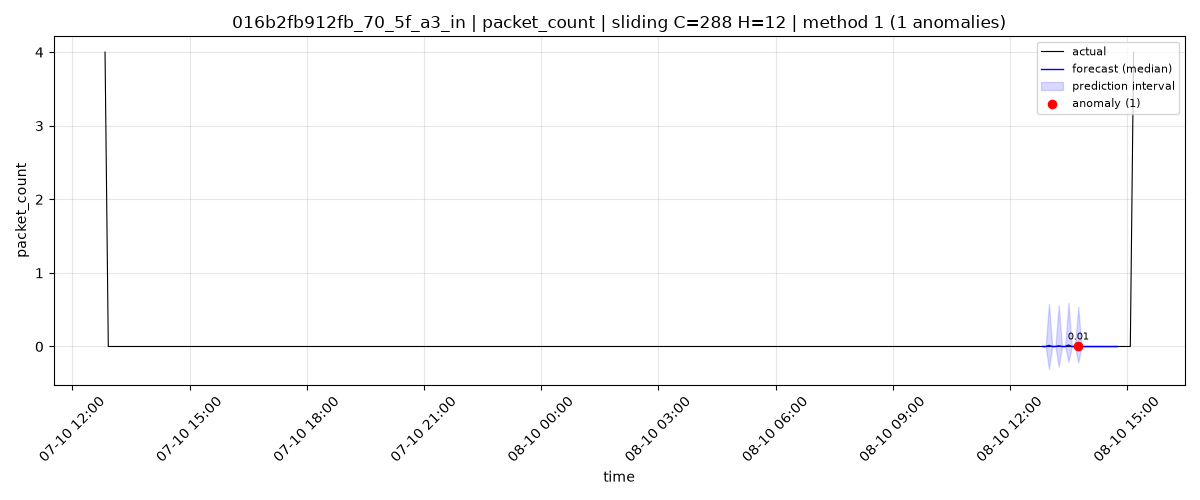 016b2fb912fb_70_5f_a3_in | packet_count | sliding C=288 H=12 | method 1 (1 anomalies)
actual
forecast (median)
prediction interval
anomaly (1)
packet_count
4
3
2
1
0
0.01
07-10 12:00
07-10 15:00
07-10 18:00
07-10 21:00
08-10 00:00
08-10 03:00
08-10 06:00
08-10 09:00
08-10 12:00
08-10 15:00
time